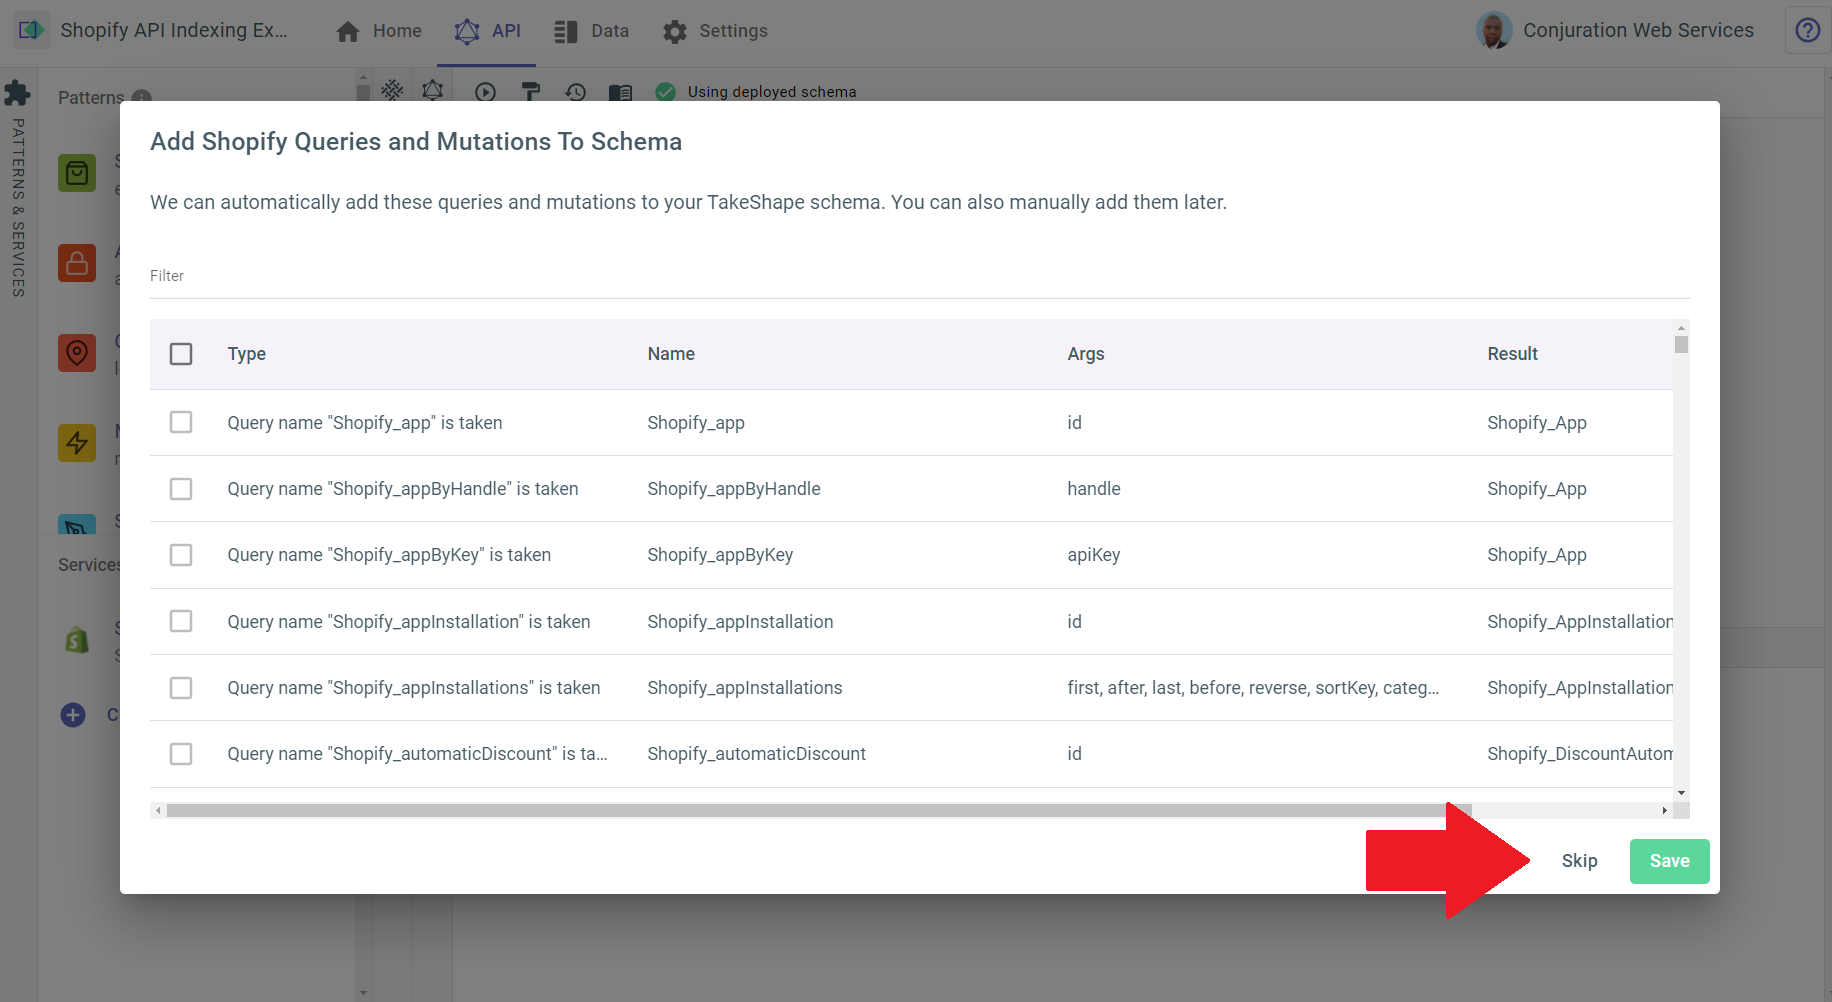 Shopify API Indexing Ex...
Home
API
Data
Settings
Conjuration Web Services
Patterns
Using deployed schema
PATTERNS & SERVICES
Add Shopify Queries and Mutations To Schema
We can automatically add these queries and mutations to your TakeShape schema. You can also manually add them later.
Filter
Type Name Args Result
Query name "Shopify_app" is taken Shopify_app id Shopify_App
Query name "Shopify_appByHandle" is taken Shopify_appByHandle handle Shopify_App
Query name "Shopify_appByKey" is taken Shopify_appByKey apiKey Shopify_App
Query name "Shopify_appInstallation" is taken Shopify_appInstallation id Shopify_AppInstallation
Query name "Shopify_appInstallations" is taken Shopify_appInstallations first, after, last, before, reverse, sortKey, categ... Shopify_AppInstallation
Query name "Shopify_automaticDiscount" is ta... Shopify_automaticDiscount id Shopify_DiscountAutom
Services
Skip
Save